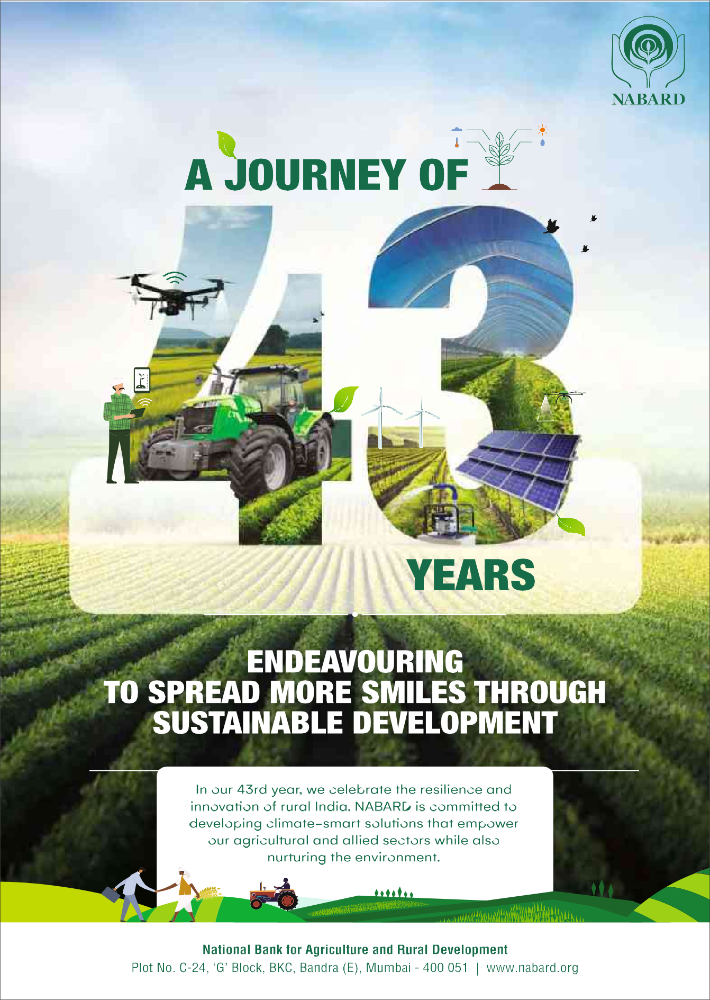 NABARD
A JOURNEY OF
43
YEARS
ENDEAVOURING
TO SPREAD MORE SMILES THROUGH
SUSTAINABLE DEVELOPMENT
In our 43rd year, we celebrate the resilience and
innovation of rural India. NABARD is committed to
developing climate-smart solutions that empower
our agricultural and allied sectors while also
nurturing the environment.
National Bank for Agriculture and Rural Development
Plot No. C-24, ‘G’ Block, BKC, Bandra (E), Mumbai - 400 051 | www.nabard.org